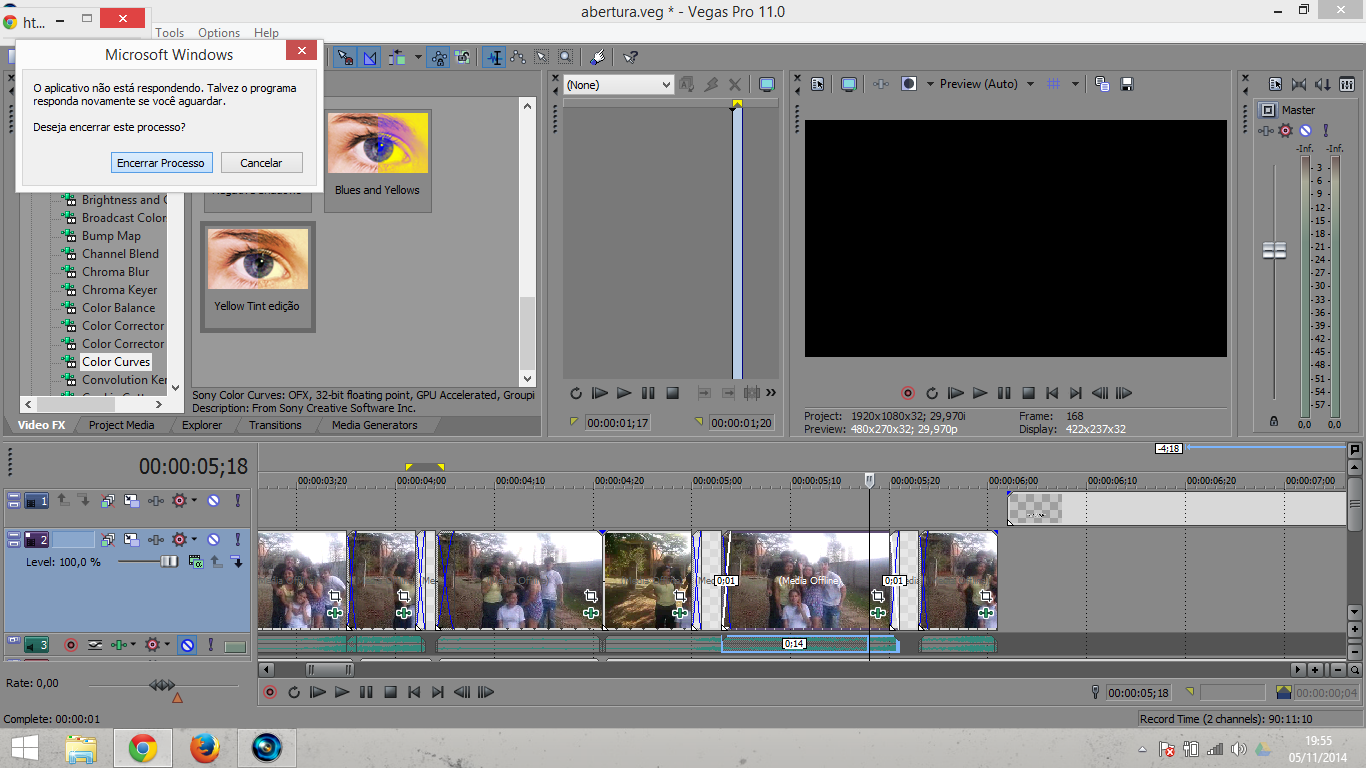 abertura.veg * - Vegas Pro 11.0
ht...
Tools Options Help
Microsoft Windows
O aplicativo não está respondendo. Talvez o programa
responda novamente se você aguardar.
Deseja encerrar este processo?
Encerrar Processo Cancelar
Brightness and C
Broadcast Color
Bump Map
Channel Blend
Chroma Blur
Chroma Keyer
Color Balance
Color Corrector
Color Corrector
Color Curves
Convolution Ker
Blues and Yellows
Yellow Tint edição
Sony Color Curves: OFX, 32-bit floating point, GPU Accelerated, Groupi
Description: From Sony Creative Software Inc.
Video FX Project Media Explorer Transitions Media Generators
(None)
00:00:01;17 00:00:01;20
Preview (Auto)
Project: 1920x1080x32; 29,970i Frame: 168
Preview: 480x270x32; 29,970p Display: 422x237x32
Master
-Inf. -Inf.
3
6
9
12
15
18
21
24
27
30
33
36
39
42
45
48
51
54
57
0,0 0,0
-4;18
00:00:05;18
00:00:03;20 00:00:04;00 00:00:04;10 00:00:04;20 00:00:05;00 00:00:05;10 00:00:05;20 00:00:06;00 00:00:06;10 00:00:06;20 00:00:07;00
1
2
Level: 100,0 %
(Media Offline)
0;01 0;01
3
0;14
Rate: 0,00
00:00:05;18 00:00:00;04
Complete: 00:00:01
Record Time (2 channels): 90:11:10
19:55
05/11/2014